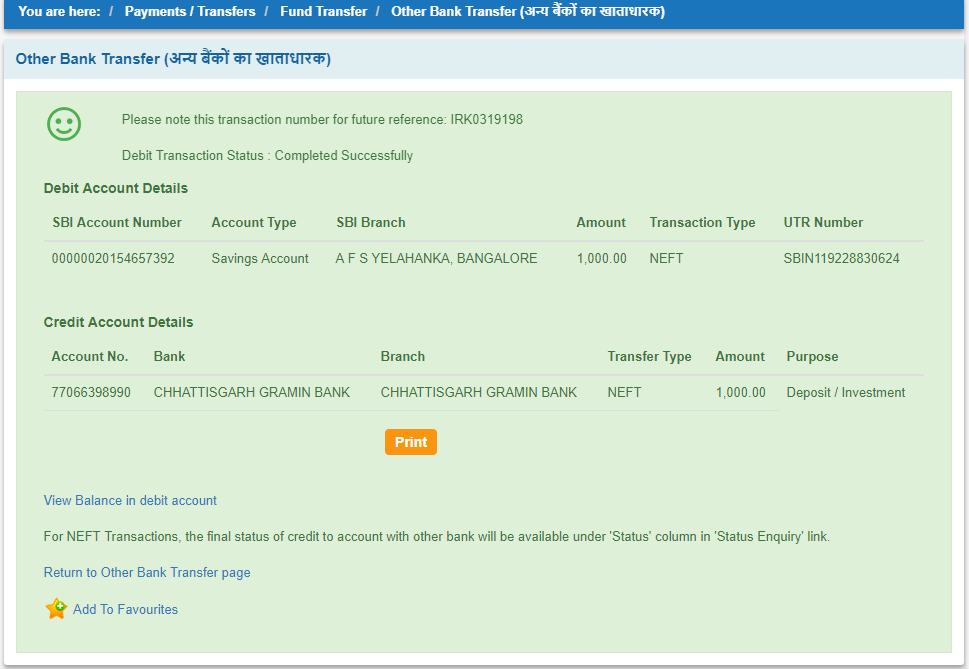 You are here: / Payments / Transfers / Fund Transfer / Other Bank Transfer (अन्य बैंकों का खाताधारक)
Other Bank Transfer (अन्य बैंकों का खाताधारक)
Please note this transaction number for future reference: IRK0319198
Debit Transaction Status : Completed Successfully
Debit Account Details
SBI Account Number Account Type SBI Branch Amount Transaction Type UTR Number
00000020154657392 Savings Account A F S YELAHANKA, BANGALORE 1,000.00 NEFT SBIN119228830624
Credit Account Details
Account No. Bank Branch Transfer Type Amount Purpose
77066398990 CHHATTISGARH GRAMIN BANK CHHATTISGARH GRAMIN BANK NEFT 1,000.00 Deposit / Investment
Print
View Balance in debit account
For NEFT Transactions, the final status of credit to account with other bank will be available under 'Status' column in 'Status Enquiry' link.
Return to Other Bank Transfer page
Add To Favourites